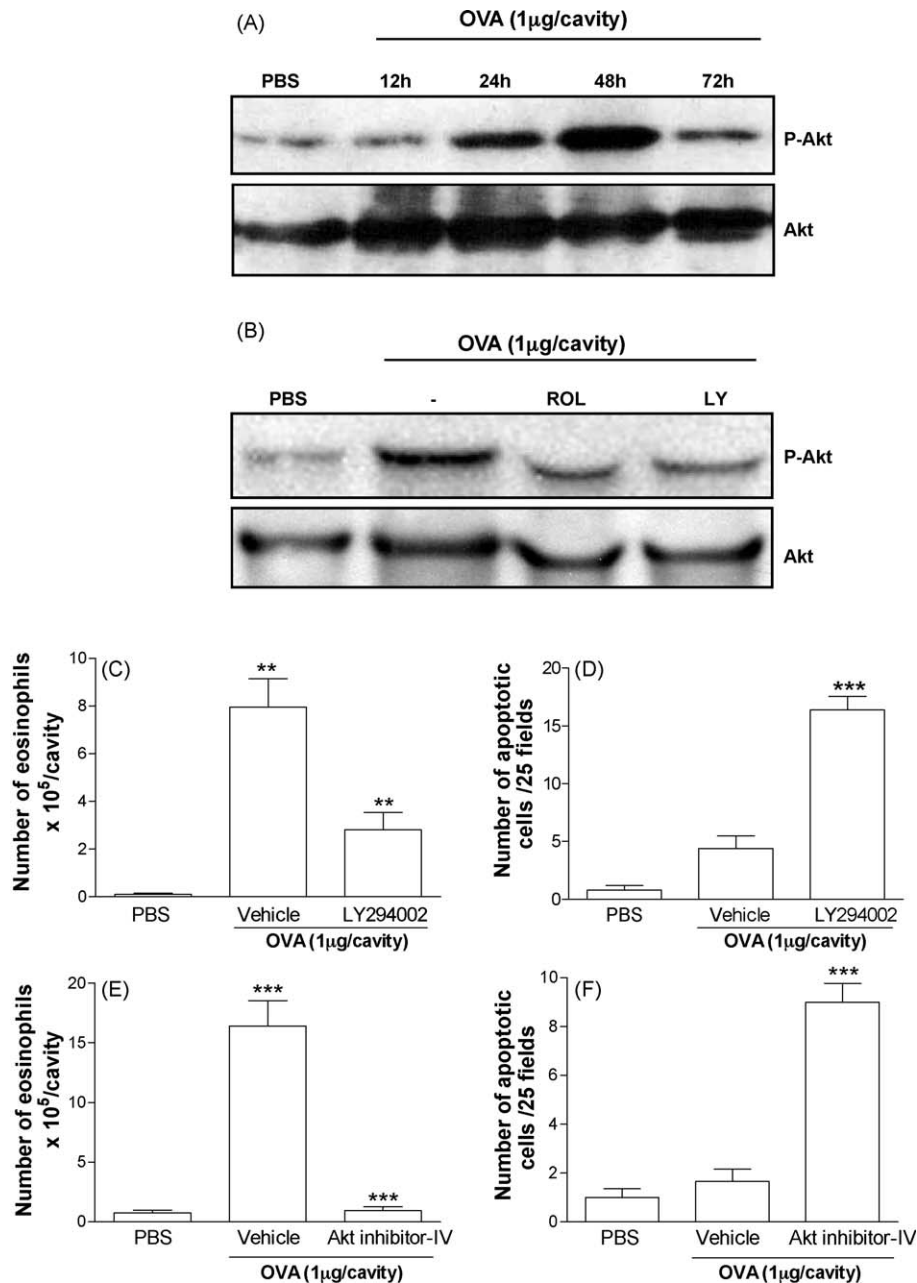 (A)
OVA (1μg/cavity)
PBS 12h 24h 48h 72h
P-Akt
Akt
(B)
OVA (1μg/cavity)
PBS - ROL LY
P-Akt
Akt
(C)
Number of eosinophils
x 10⁵/cavity
10
8
6
4
2
0
**
**
PBS Vehicle LY294002
OVA (1μg/cavity)
(D)
Number of apoptotic
cells /25 fields
20
15
10
5
0
***
PBS Vehicle LY294002
OVA (1μg/cavity)
(E)
Number of eosinophils
x 10⁵/cavity
20
15
10
5
0
***
***
PBS Vehicle Akt inhibitor-IV
OVA (1μg/cavity)
(F)
Number of apoptotic
cells /25 fields
10
8
6
4
2
0
***
PBS Vehicle Akt inhibitor-IV
OVA (1μg/cavity)